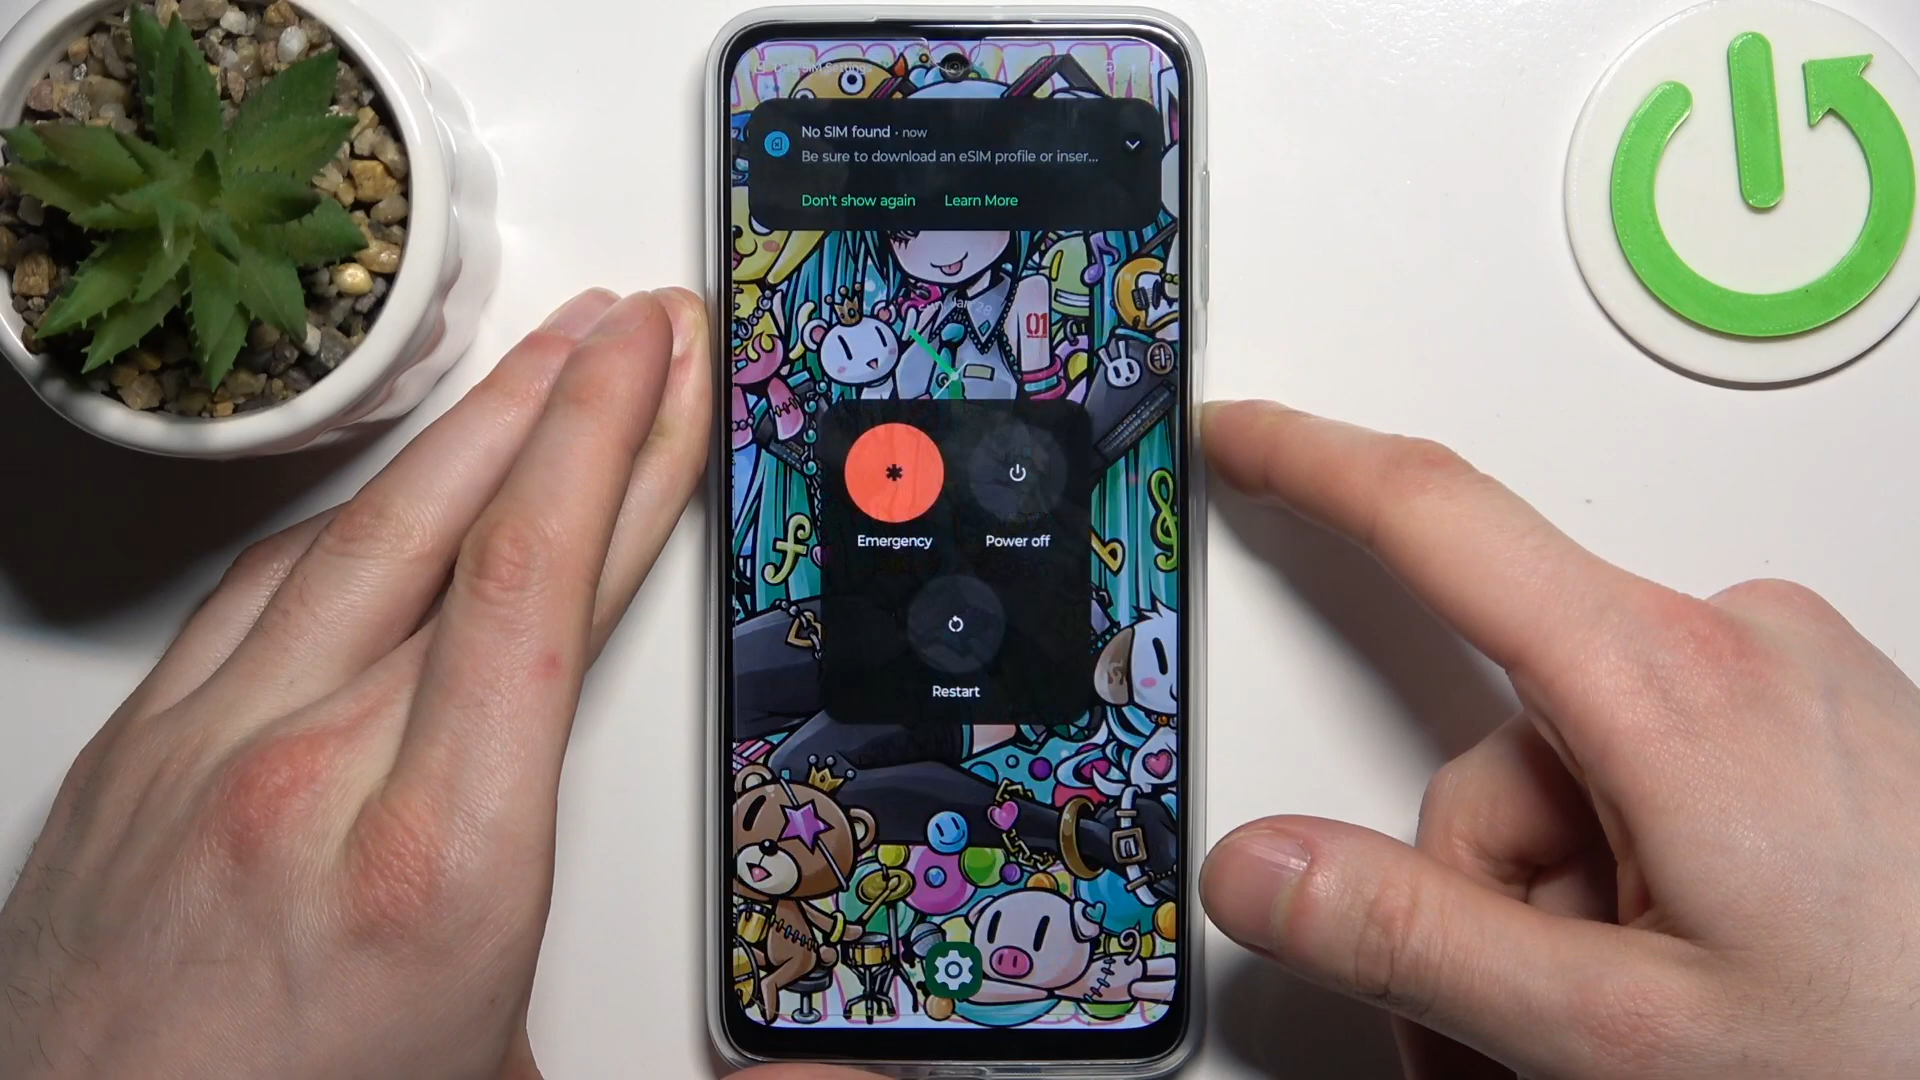 No SIM found · now
Be sure to download an eSIM profile or inser...
Don't show again Learn More
01
Emergency
Power off
Restart